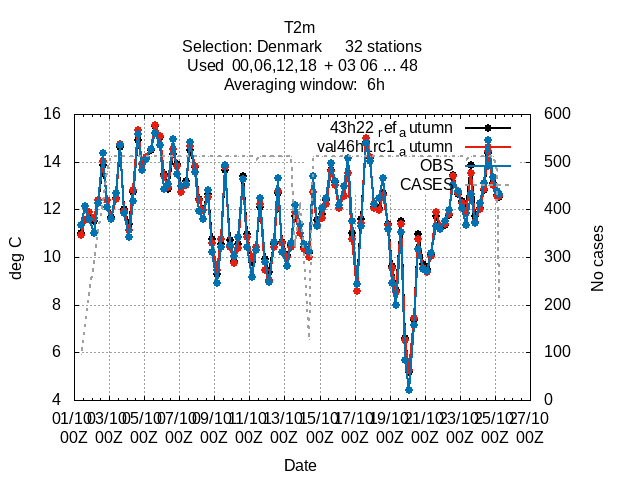 T2m
Selection: Denmark 32 stations
Used 00,06,12,18 + 03 06 ... 48
Averaging window: 6h
16
14
12
10
8
6
4
600
500
400
300
200
100
0
deg C
No cases
43h22_ref_autumn
val46h_rc1_autumn
OBS
CASES
01/10 03/10 05/10 07/10 09/10 11/10 13/10 15/10 17/10 19/10 21/10 23/10 25/10 27/10
00Z 00Z 00Z 00Z 00Z 00Z 00Z 00Z 00Z 00Z 00Z 00Z 00Z 00Z
Date